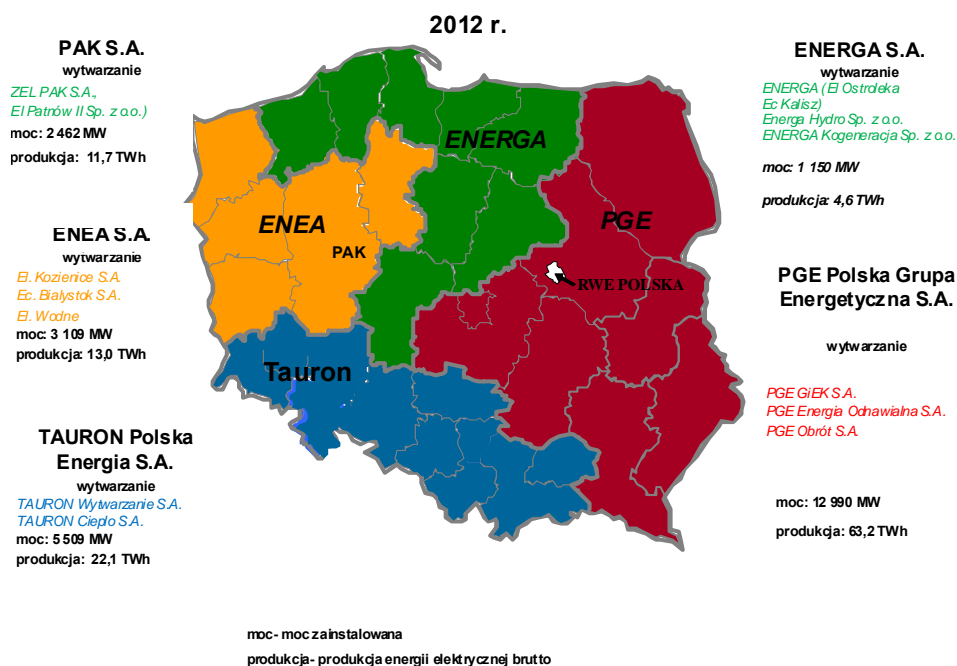 2012 r.
PAK S.A.
wytwarzanie
ZEL PAK S.A.,
El Patnów II Sp. z o.o.)
moc: 2 462 MW
produkcja: 11,7 TWh
ENEA S.A.
wytwarzanie
El. Kozienice S.A.
Ec. Bialystok S.A.
El. Wodne
moc: 3 109 MW
produkcja: 13,0 TWh
TAURON Polska
Energia S.A.
wytwarzanie
TAURON Wytwarzanie S.A.
TAURON Ciepło S.A.
moc: 5 509 MW
produkcja: 22,1 TWh
ENERGA
ENEA
PAK
PGE
RWE POLSKA
Tauron
ENERGA S.A.
wytwarzanie
ENERGA (El Ostroleka
Ec Kalisz)
Energa Hydro Sp. z o.o.
ENERGA Kogeneracja Sp. z o.o.
moc: 1 150 MW
produkcja: 4,6 TWh
PGE Polska Grupa
Energetyczna S.A.
wytwarzanie
PGE GiEK S.A.
PGE Energia Odnawialna S.A.
PGE Obrót S.A.
moc: 12 990 MW
produkcja: 63,2 TWh
moc- moc zainstalowana
produkcja- produkcja energii elektrycznej brutto